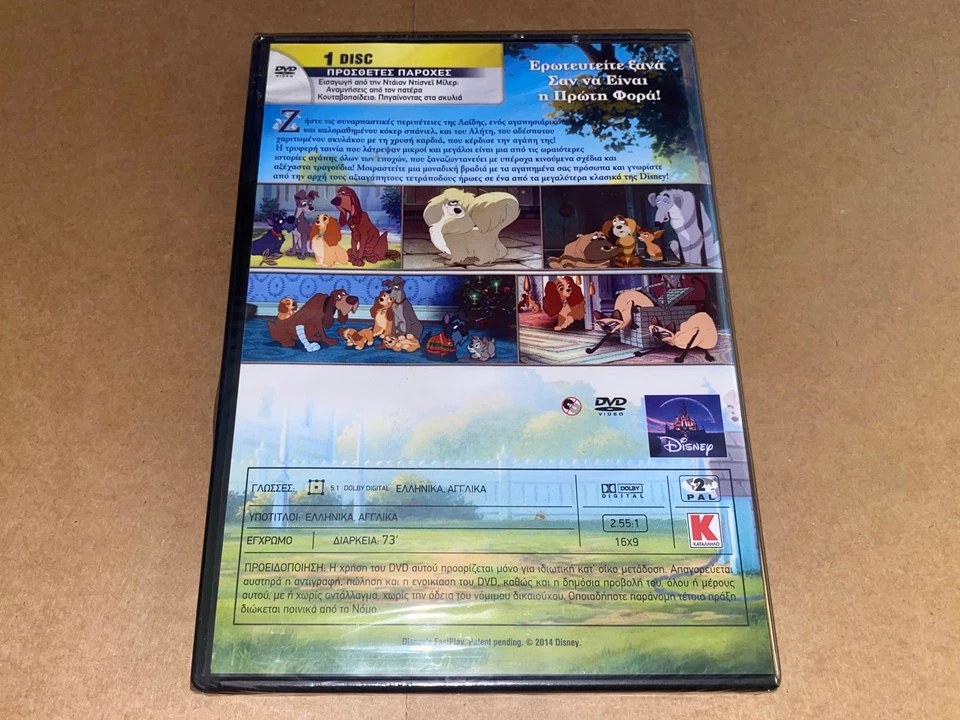 1 DISC
DVD
VIDEO
ΠΡΟΣΘΕΤΕΣ ΠΑΡΟΧΕΣ
Εισαγωγή από την Ντάιαν Ντίσνεϊ Μίλερ:
Αναμνήσεις από τον πατέρα
Κουταβοπαίδεια: Πηγαίνοντας στα σκυλιά
Ερωτευτείτε ξανά
Σαν να Είναι
η Πρώτη Φορά!
Ζήστε τις συναρπαστικές περιπέτειες της Λαίδης, ενός αγαπησιάρικου
και καλομαθημένου κόκερ σπάνιελ, και του Αλήτη, του αδέσποτου
χαριτωμένου σκυλάκου με τη χρυσή καρδιά, που κέρδισε την αγάπη της!
Η τρυφερή ταινία που λάτρεψαν μικροί και μεγάλοι είναι μια από τις ωραιότερες
ιστορίες αγάπης όλων των εποχών, που ξαναζωντανεύει με υπέροχα κινούμενα σχέδια και
αξέχαστα τραγούδια! Μοιραστείτε μια μοναδική βραδιά με τα αγαπημένα σας πρόσωπα και γνωρίστε
από την αρχή τους αξιαγάπητους τετράποδους ήρωες σε ένα από τα μεγαλύτερα κλασικά της Disney!
DVD
VIDEO
Disney
ΓΛΩΣΣΕΣ: 5.1 DOLBY DIGITAL ΕΛΛΗΝΙΚΑ, ΑΓΓΛΙΚΑ
DOLBY
DIGITAL
2
PAL
ΥΠΟΤΙΤΛΟΙ: ΕΛΛΗΝΙΚΑ, ΑΓΓΛΙΚΑ
2.55:1
16x9
K
ΚΑΤΑΛΛΗΛΟ
ΕΓΧΡΩΜΟ ΔΙΑΡΚΕΙΑ: 73'
ΠΡΟΕΙΔΟΠΟΙΗΣΗ: Η χρήση του DVD αυτού προορίζεται μόνο για ιδιωτική κατ' οίκο μετάδοση. Απαγορεύεται
αυστηρά η αντιγραφή, πώληση και η ενοικίαση του DVD, καθώς και η δημόσια προβολή του, όλου ή μέρους
αυτού, με ή χωρίς αντάλλαγμα, χωρίς την άδεια του νόμιμου δικαιούχου. Οποιαδήποτε παράνομη τέτοια πράξη
διώκεται ποινικά από το Νόμο
Disney's FastPlay. Patent pending. © 2014 Disney.